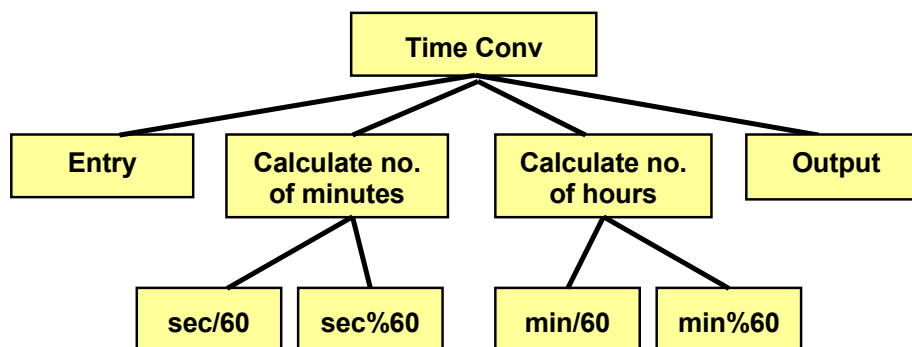 Time Conv
Entry
Calculate no.
of minutes
Calculate no.
of hours
Output
sec/60
sec%60
min/60
min%60